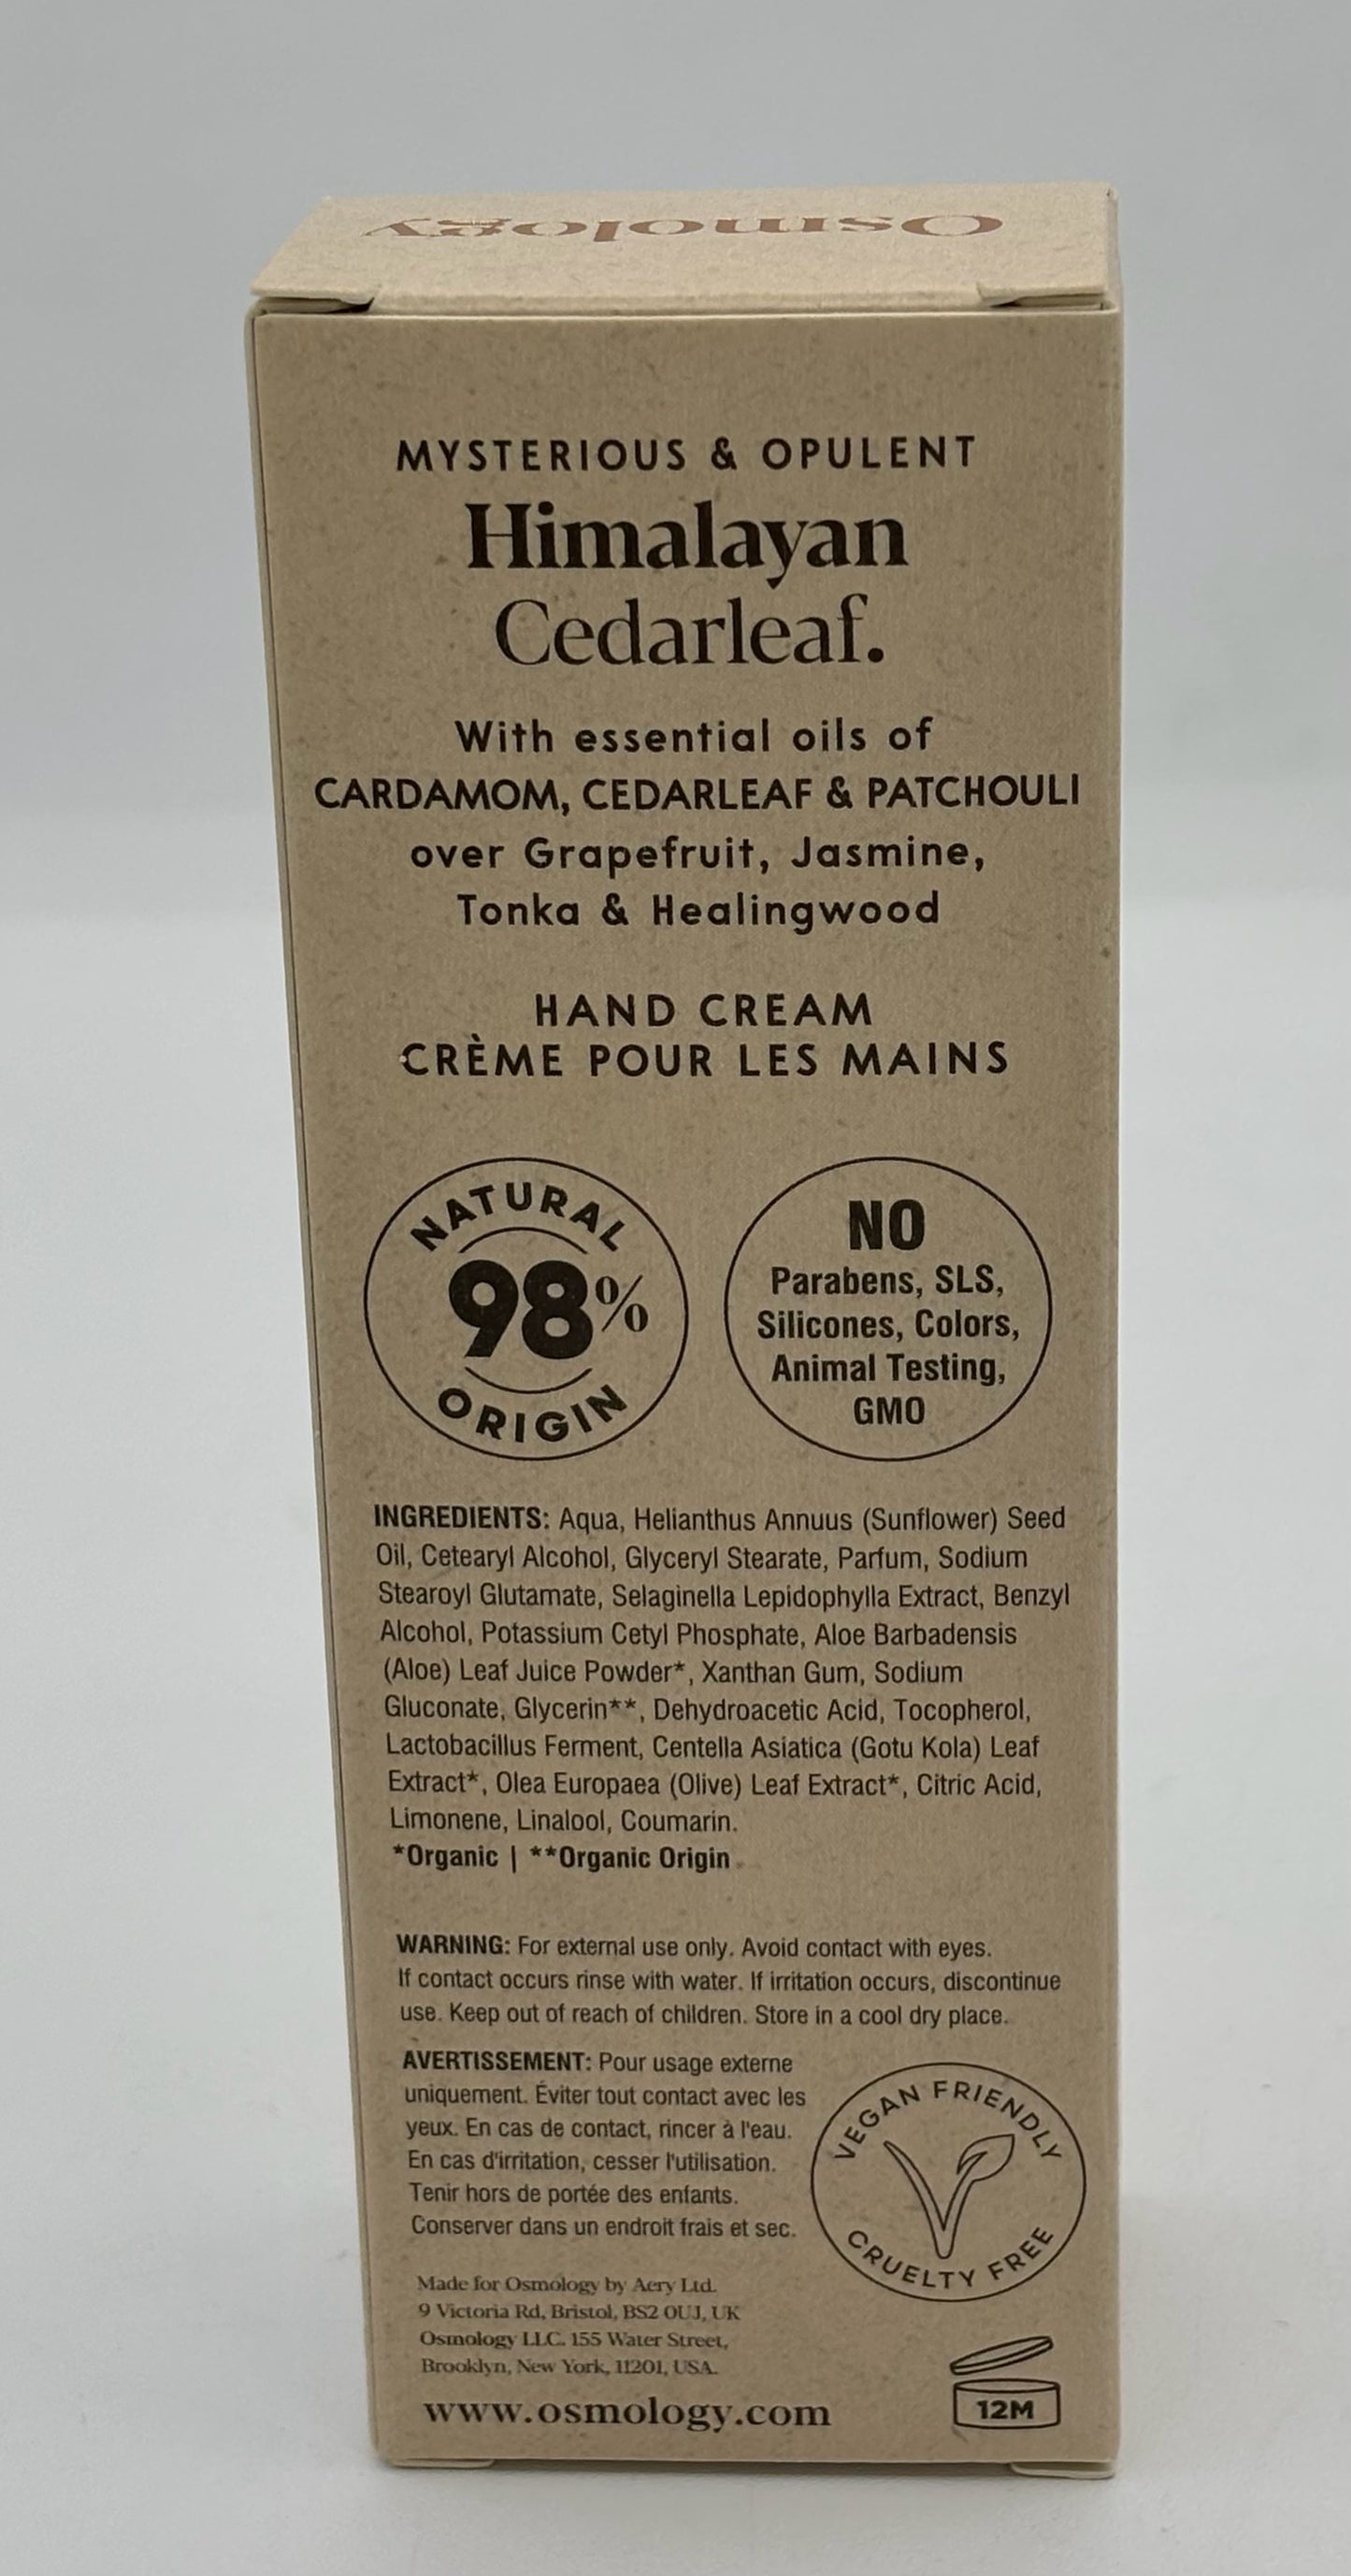 Osmology
MYSTERIOUS & OPULENT
Himalayan
Cedarleaf.
With essential oils of
CARDAMOM, CEDARLEAF & PATCHOULI
over Grapefruit, Jasmine,
Tonka & Healingwood
HAND CREAM
CRÈME POUR LES MAINS
NATURAL
98%
ORIGIN
NO
Parabens, SLS,
Silicones, Colors,
Animal Testing,
GMO
INGREDIENTS: Aqua, Helianthus Annuus (Sunflower) Seed
Oil, Cetearyl Alcohol, Glyceryl Stearate, Parfum, Sodium
Stearoyl Glutamate, Selaginella Lepidophylla Extract, Benzyl
Alcohol, Potassium Cetyl Phosphate, Aloe Barbadensis
(Aloe) Leaf Juice Powder*, Xanthan Gum, Sodium
Gluconate, Glycerin**, Dehydroacetic Acid, Tocopherol,
Lactobacillus Ferment, Centella Asiatica (Gotu Kola) Leaf
Extract*, Olea Europaea (Olive) Leaf Extract*, Citric Acid,
Limonene, Linalool, Coumarin.
*Organic | **Organic Origin
WARNING: For external use only. Avoid contact with eyes.
If contact occurs rinse with water. If irritation occurs, discontinue
use. Keep out of reach of children. Store in a cool dry place.
AVERTISSEMENT: Pour usage externe
uniquement. Éviter tout contact avec les
yeux. En cas de contact, rincer à l'eau.
En cas d'irritation, cesser l'utilisation.
Tenir hors de portée des enfants.
Conserver dans un endroit frais et sec.
VEGAN FRIENDLY
CRUELTY FREE
Made for Osmology by Aery Ltd.
9 Victoria Rd, Bristol, BS2 0UJ, UK
Osmology LLC. 155 Water Street,
Brooklyn, New York, 11201, USA.
www.osmology.com
12M